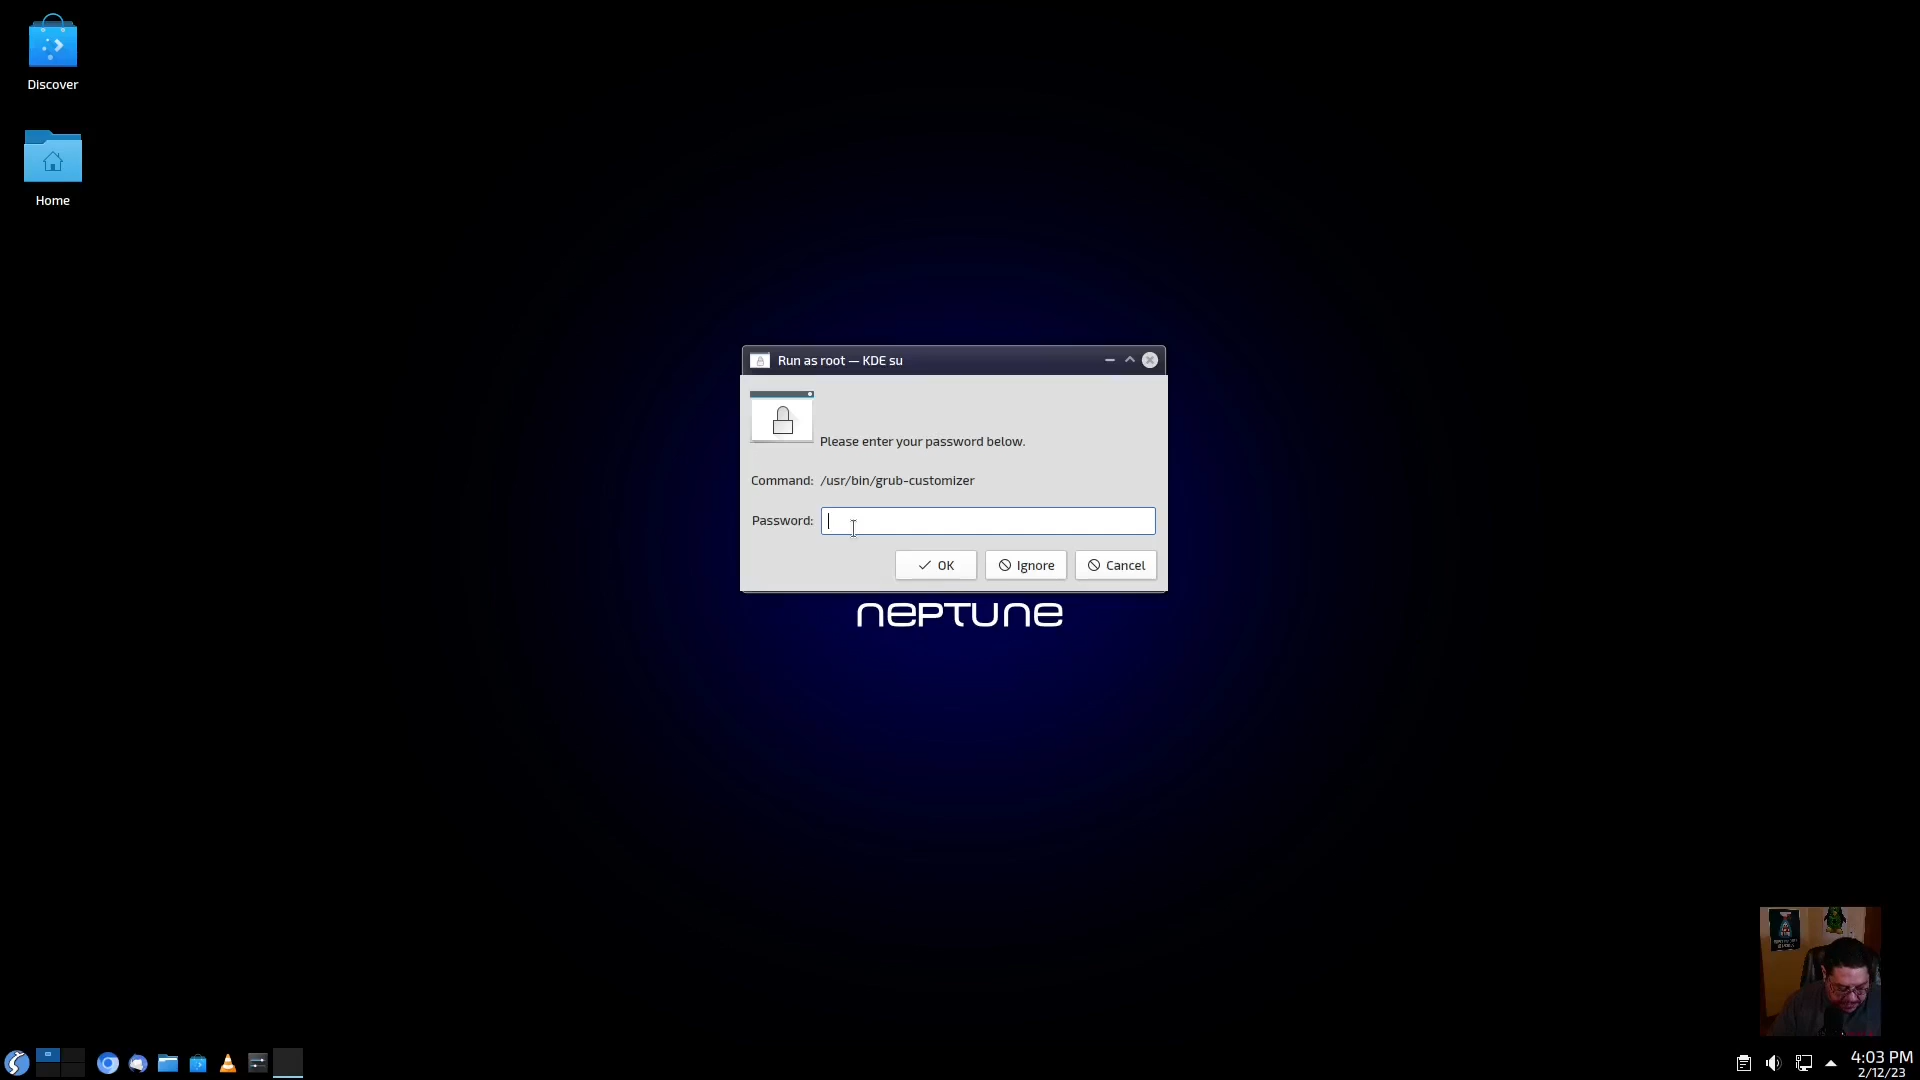 Discover
Home
Run as root — KDE su
Please enter your password below.
Command: /usr/bin/grub-customizer
Password:
OK
Ignore
Cancel
NEPTUNE
4:03 PM
2/12/23